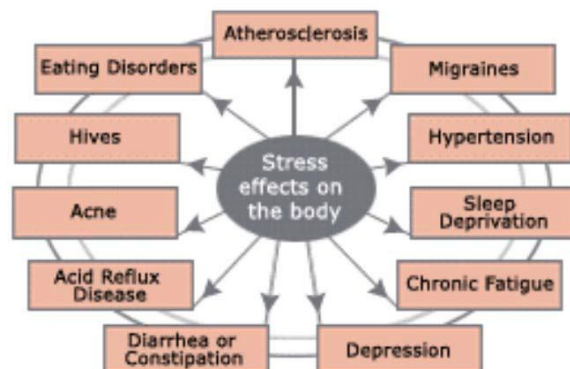 Atherosclerosis
Eating Disorders
Migraines
Hives
Hypertension
Stress
effects on
the body
Acne
Sleep
Deprivation
Acid Reflux
Disease
Chronic Fatigue
Diarrhea or
Constipation
Depression